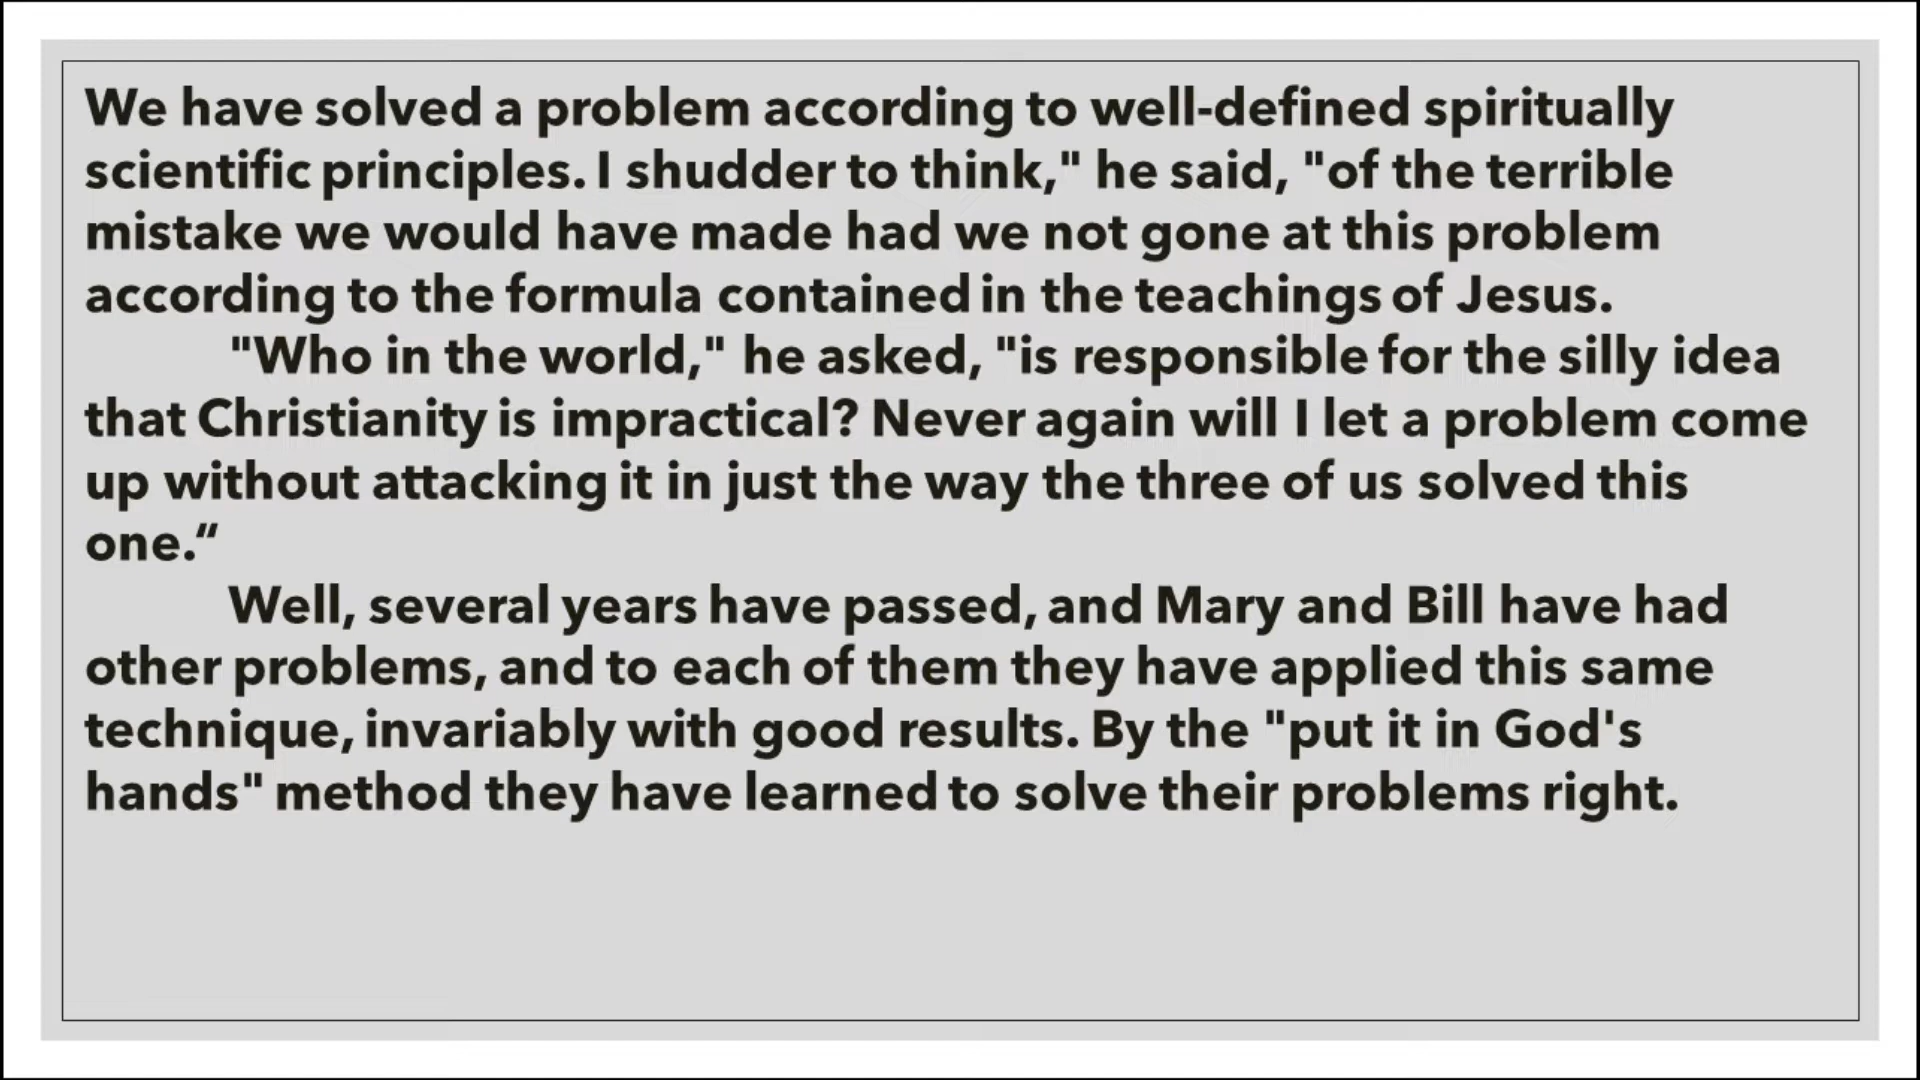 We have solved a problem according to well-defined spiritually
scientific principles. I shudder to think," he said, "of the terrible
mistake we would have made had we not gone at this problem
according to the formula contained in the teachings of Jesus.
"Who in the world," he asked, "is responsible for the silly idea
that Christianity is impractical? Never again will I let a problem come
up without attacking it in just the way the three of us solved this
one.“
Well, several years have passed, and Mary and Bill have had
other problems, and to each of them they have applied this same
technique, invariably with good results. By the "put it in God's
hands" method they have learned to solve their problems right.